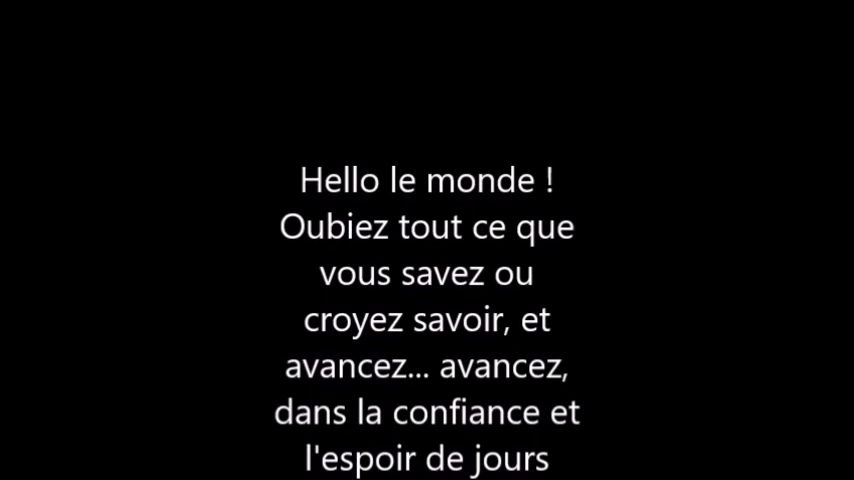 Hello le monde !
Oubiez tout ce que
vous savez ou
croyez savoir, et
avancez... avancez,
dans la confiance et
l'espoir de jours